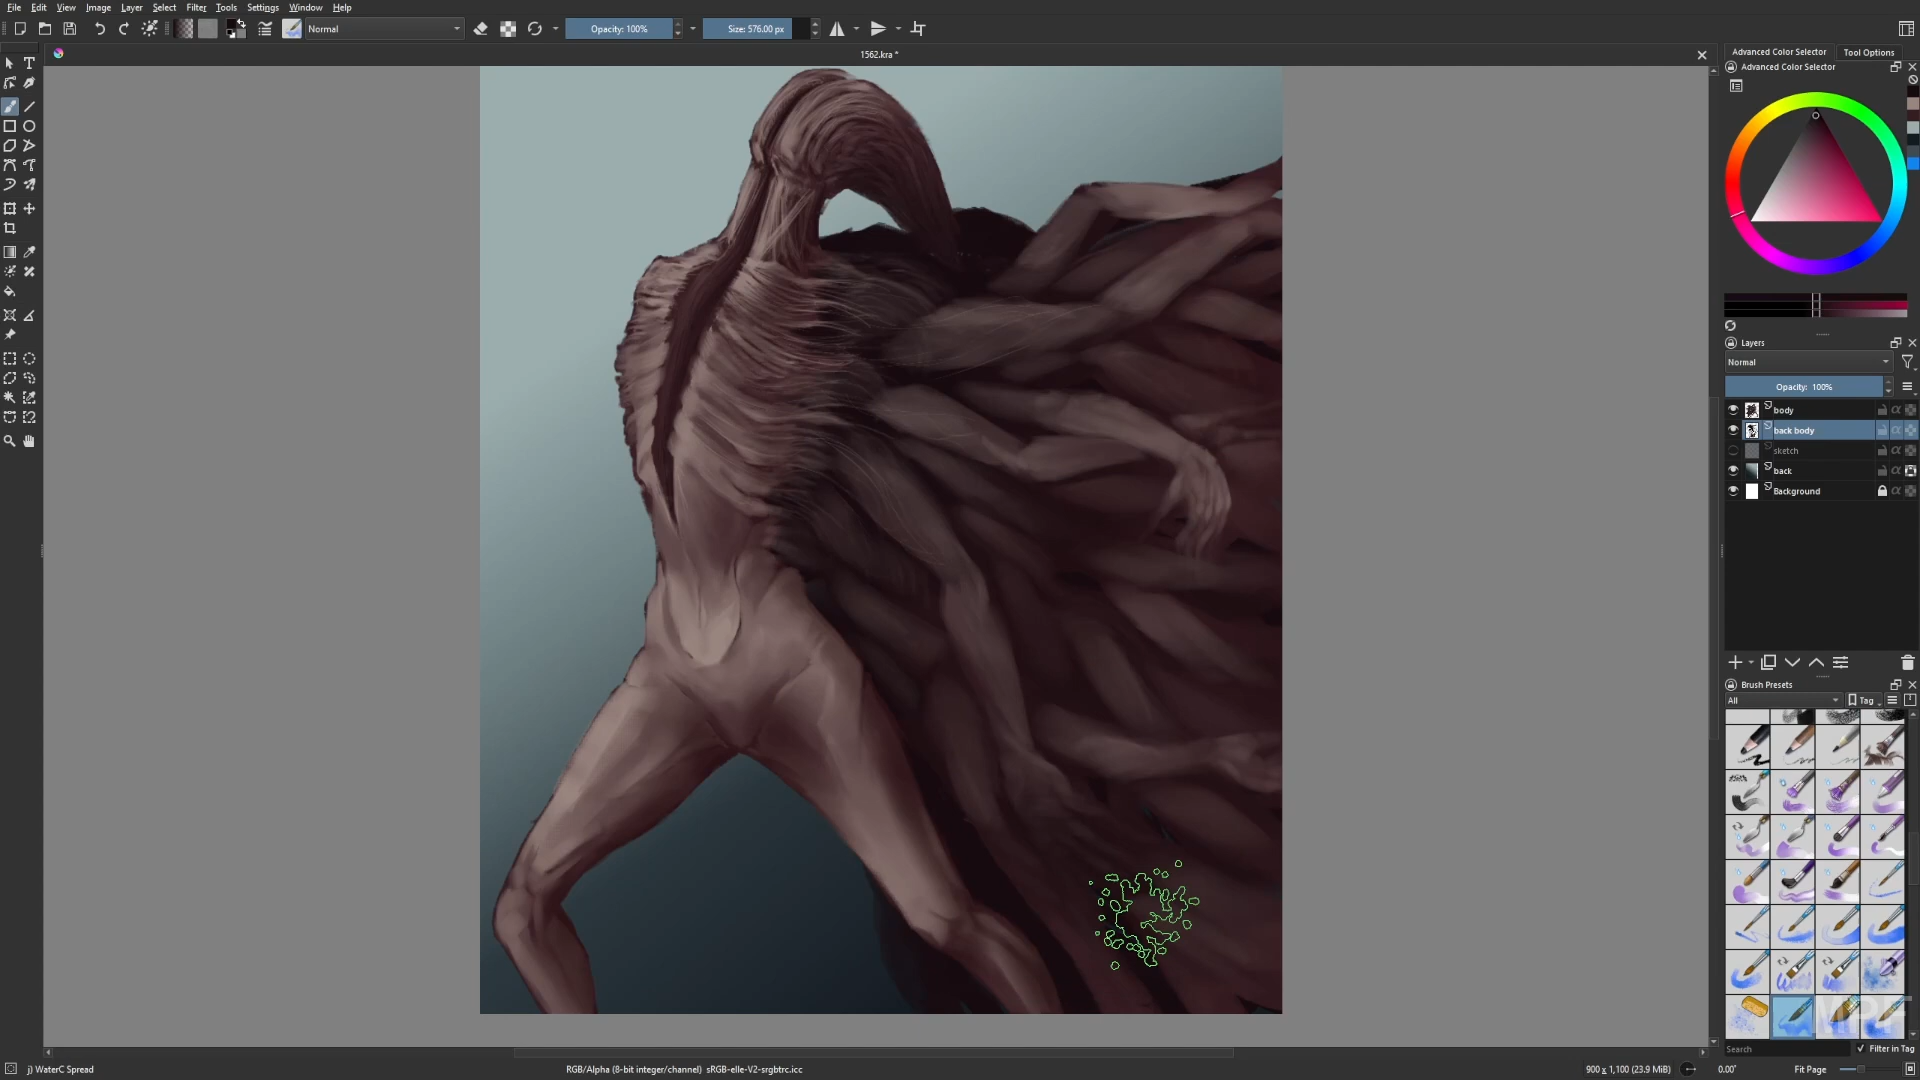 File Edit View Image Layer Select Filter Tools Settings Window Help
Normal
Opacity: 100%
Size: 576.00 px
1562.kra *
Advanced Color Selector
Tool Options
Advanced Color Selector
Layers
Normal
Opacity: 100%
body
back body
sketch
back
Background
Brush Presets
All
Tag
MPF
Search
Filter in Tag
j) WaterC Spread
RGB/Alpha (8-bit integer/channel) sRGB-elle-V2-srgbtrc.icc
900 x 1,100 (23.9 MiB)
0.00°
Fit Page